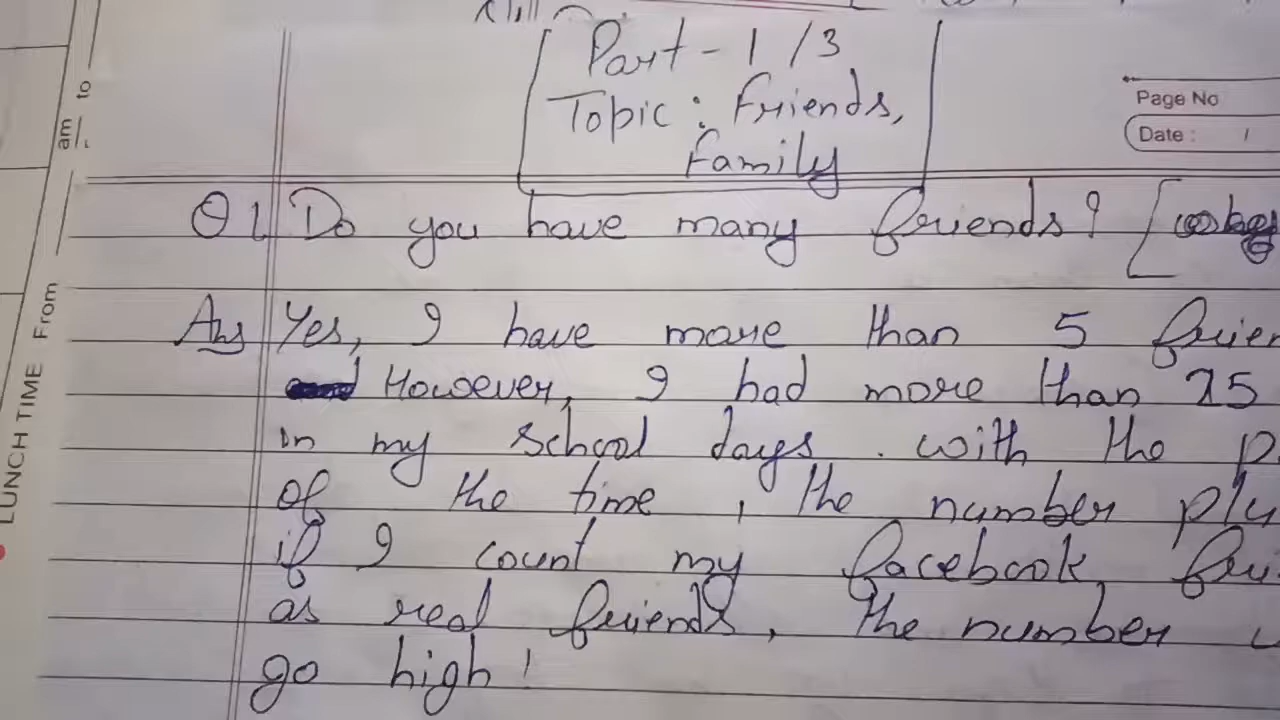 Part - 1 / 3
Topic : Friends,
Family
Page No
Date : /
am to
LUNCH TIME From
Q 1. Do you have many friends? [
Ans Yes, I have more than 5
However, I had more than 25
in my school days. with the
of the time, the number
if I count my facebook
as real friends, the number
go high!